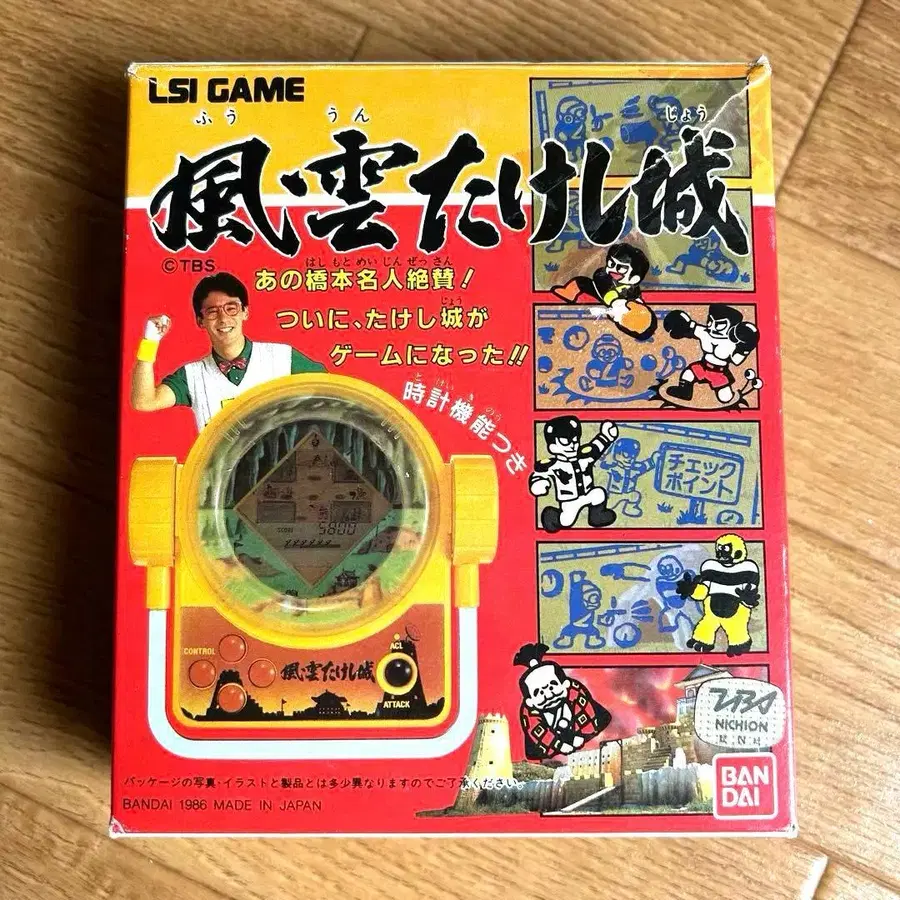 LSI GAME
ふう うん じょう
風雲たけし城
©TBS
はし もと めい じん ぜっ さん
あの橋本名人絶賛!
じょう
ついに、たけし城が
ゲームになった!!
と けい き のう
時計機能つき
チェック
ポイント
SCORE 5800
CONTROL
風雲たけし城
ACL
ATTACK
NICHION
BAN
DAI
パッケージの写真・イラストと製品とは多少異なりますのでご了承ください。
BANDAI 1986 MADE IN JAPAN